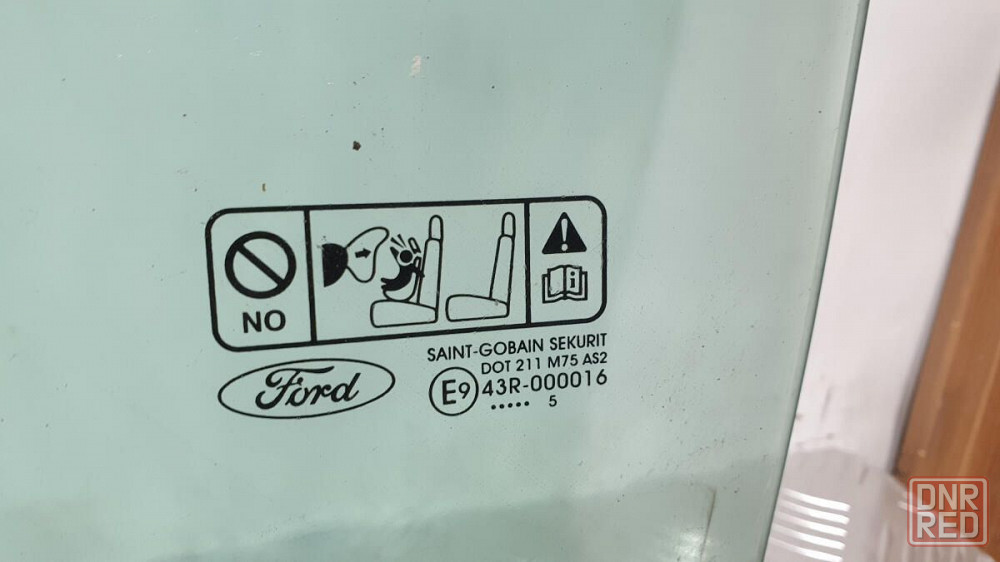 NO
Ford
SAINT-GOBAIN SEKURIT
DOT 211 M75 AS2
E9 43R-000016
..... 5
DNR
RED